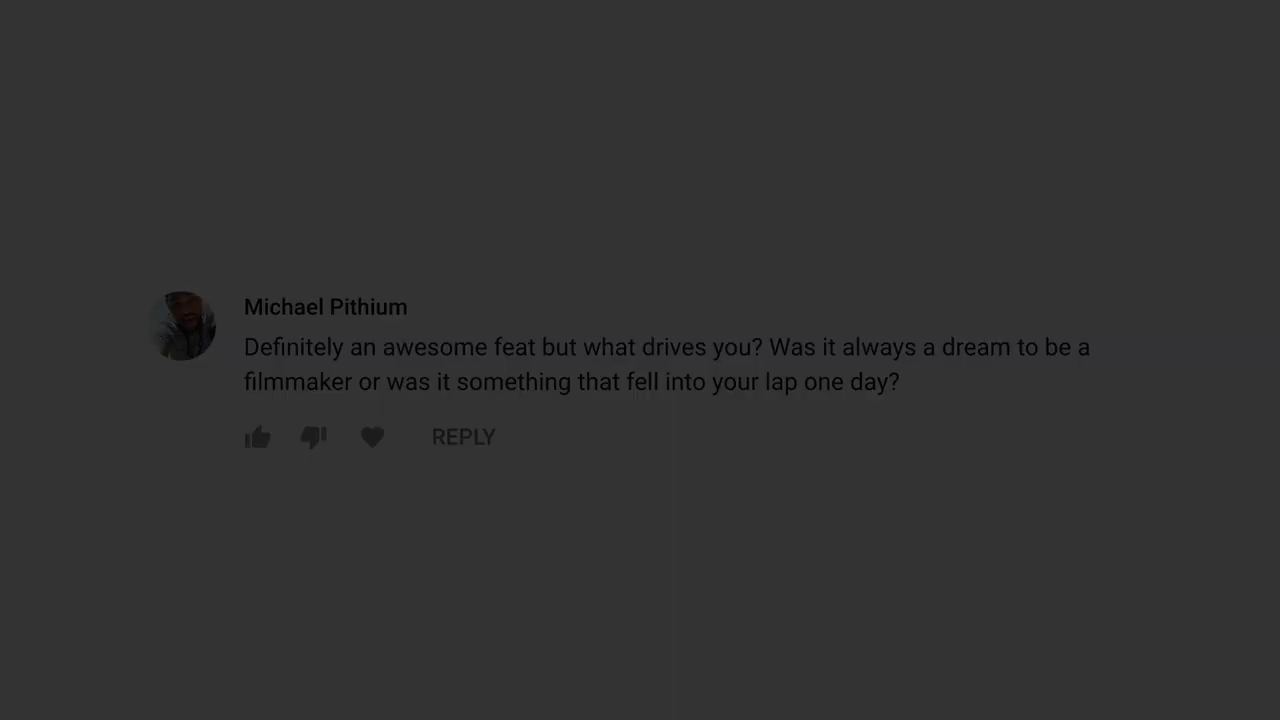 Michael Pithium
Definitely an awesome feat but what drives you? Was it always a dream to be a
filmmaker or was it something that fell into your lap one day?
REPLY